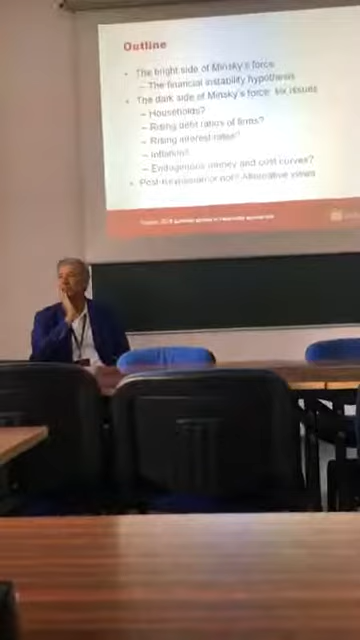 Outline
• The bright side of Minsky's force
– The financial instability hypothesis
• The dark side of Minsky's force: six issues
– Households?
– Rising debt ratios of firms?
– Rising interest rates?
– Inflation?
– Endogenous money and cost curves?
• Post-Keynesian or not? Alternative views